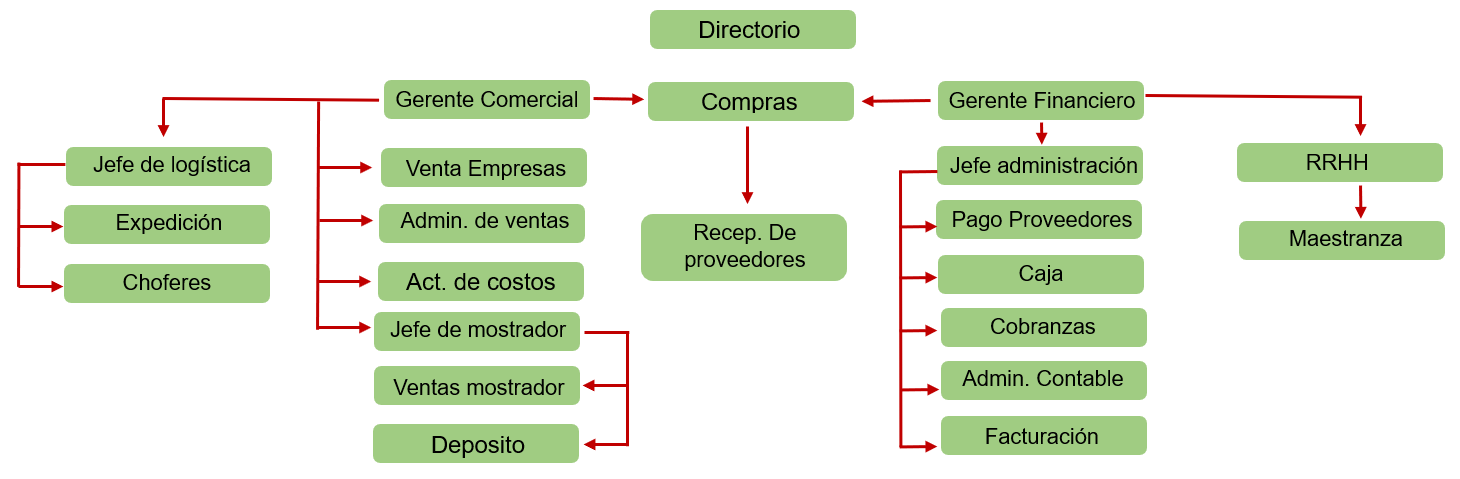 Directorio
Gerente Comercial
Compras
Gerente Financiero
Jefe de logística
Venta Empresas
Jefe administración
RRHH
Expedición
Admin. de ventas
Recep. De
proveedores
Pago Proveedores
Maestranza
Choferes
Act. de costos
Caja
Jefe de mostrador
Cobranzas
Ventas mostrador
Admin. Contable
Deposito
Facturación